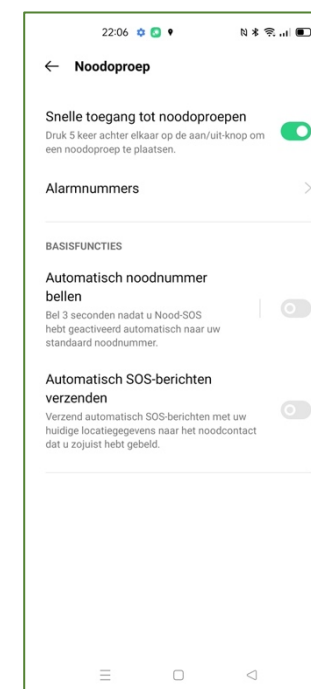 22:06
Noodoproep
Snelle toegang tot noodoproepen
Druk 5 keer achter elkaar op de aan/uit-knop om
een noodoproep te plaatsen.
Alarmnummers
BASISFUNCTIES
Automatisch noodnummer
bellen
Bel 3 seconden nadat u Nood-SOS
hebt geactiveerd automatisch naar uw
standaard noodnummer.
Automatisch SOS-berichten
verzenden
Verzend automatisch SOS-berichten met uw
huidige locatiegegevens naar het noodcontact
dat u zojuist hebt gebeld.